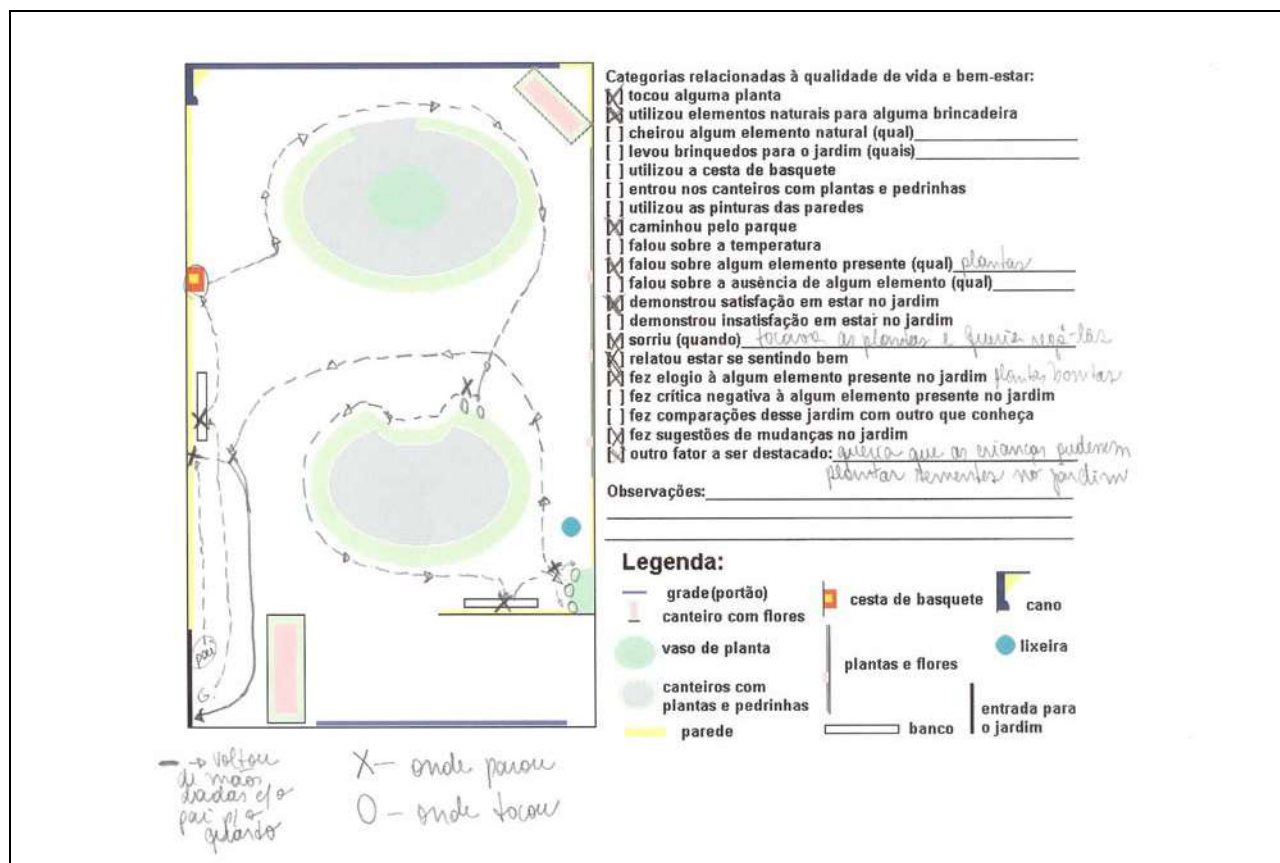 Categorias relacionadas à qualidade de vida e bem-estar:
[X] tocou alguma planta
[X] utilizou elementos naturais para alguma brincadeira
[ ] cheirou algum elemento natural (qual)
[ ] levou brinquedos para o jardim (quais)
[ ] utilizou a cesta de basquete
[ ] entrou nos canteiros com plantas e pedrinhas
[ ] utilizou as pinturas das paredes
[X] caminhou pelo parque
[ ] falou sobre a temperatura
[X] falou sobre algum elemento presente (qual) plantas
[ ] falou sobre a ausência de algum elemento (qual)
[X] demonstrou satisfação em estar no jardim
[ ] demonstrou insatisfação em estar no jardim
[X] sorriu (quando) tocava as plantas e queria regá-las
[X] relatou estar se sentindo bem
[X] fez elogio à algum elemento presente no jardim plantas bonitas
[ ] fez crítica negativa à algum elemento presente no jardim
[ ] fez comparações desse jardim com outro que conheça
[X] fez sugestões de mudanças no jardim
[X] outro fator a ser destacado: queria que as crianças pudessem
plantar sementes no jardim
Observações:
pai
G.
Legenda:
grade(portão)
canteiro com flores
vaso de planta
canteiros com
plantas e pedrinhas
parede
cesta de basquete
plantas e flores
banco
cano
lixeira
entrada para
o jardim
→ voltou
de mãos
dadas c/ o
pai p/ o
quarto
X – onde parou
O – onde tocou